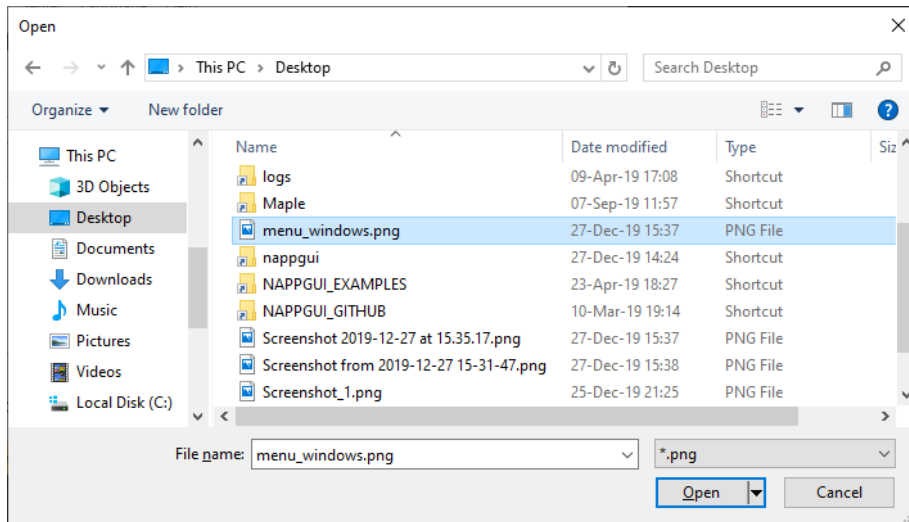 Open
This PC > Desktop
Search Desktop
Organize
New folder
?
This PC
3D Objects
Desktop
Documents
Downloads
Music
Pictures
Videos
Local Disk (C:)
Name Date modified Type Siz
logs 09-Apr-19 17:08 Shortcut
Maple 07-Sep-19 11:57 Shortcut
menu_windows.png 27-Dec-19 15:37 PNG File
nappgui 27-Dec-19 14:24 Shortcut
NAPPGUI_EXAMPLES 23-Apr-19 18:27 Shortcut
NAPPGUI_GITHUB 10-Mar-19 19:14 Shortcut
Screenshot 2019-12-27 at 15.35.17.png 27-Dec-19 15:37 PNG File
Screenshot from 2019-12-27 15-31-47.png 27-Dec-19 15:38 PNG File
Screenshot_1.png 25-Dec-19 21:25 PNG File
File name: menu_windows.png
*.png
Open
Cancel